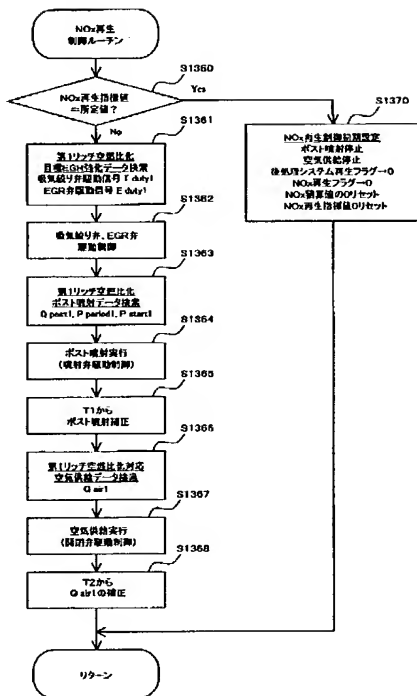 NOx再生
制御ルーチン
S1360
NOx再生指標値
=所定値?
Yes
No
S1370
NOx再生制御初期設定
ポスト噴射停止
空気供給停止
後処理システム再生フラグ→0
NOx再生フラグ→0
NOx積算値の0リセット
NOx再生指標値0リセット
S1361
第1リッチ空燃比化
目標EGR強化データ検索
吸気絞り弁駆動信号 T duty1
EGR弁駆動信号 E duty1
S1362
吸気絞り弁、EGR弁
駆動制御
S1363
第1リッチ空燃比化
ポスト噴射データ検索
Q post1, P period1, P start1
S1364
ポスト噴射実行
(噴射弁駆動制御)
S1365
T1から
ポスト噴射補正
S1366
第1リッチ空燃比化対応
空気供給データ検索
Q air1
S1367
空気供給実行
(開閉弁駆動制御)
S1368
T2から
Q air1の補正
リターン